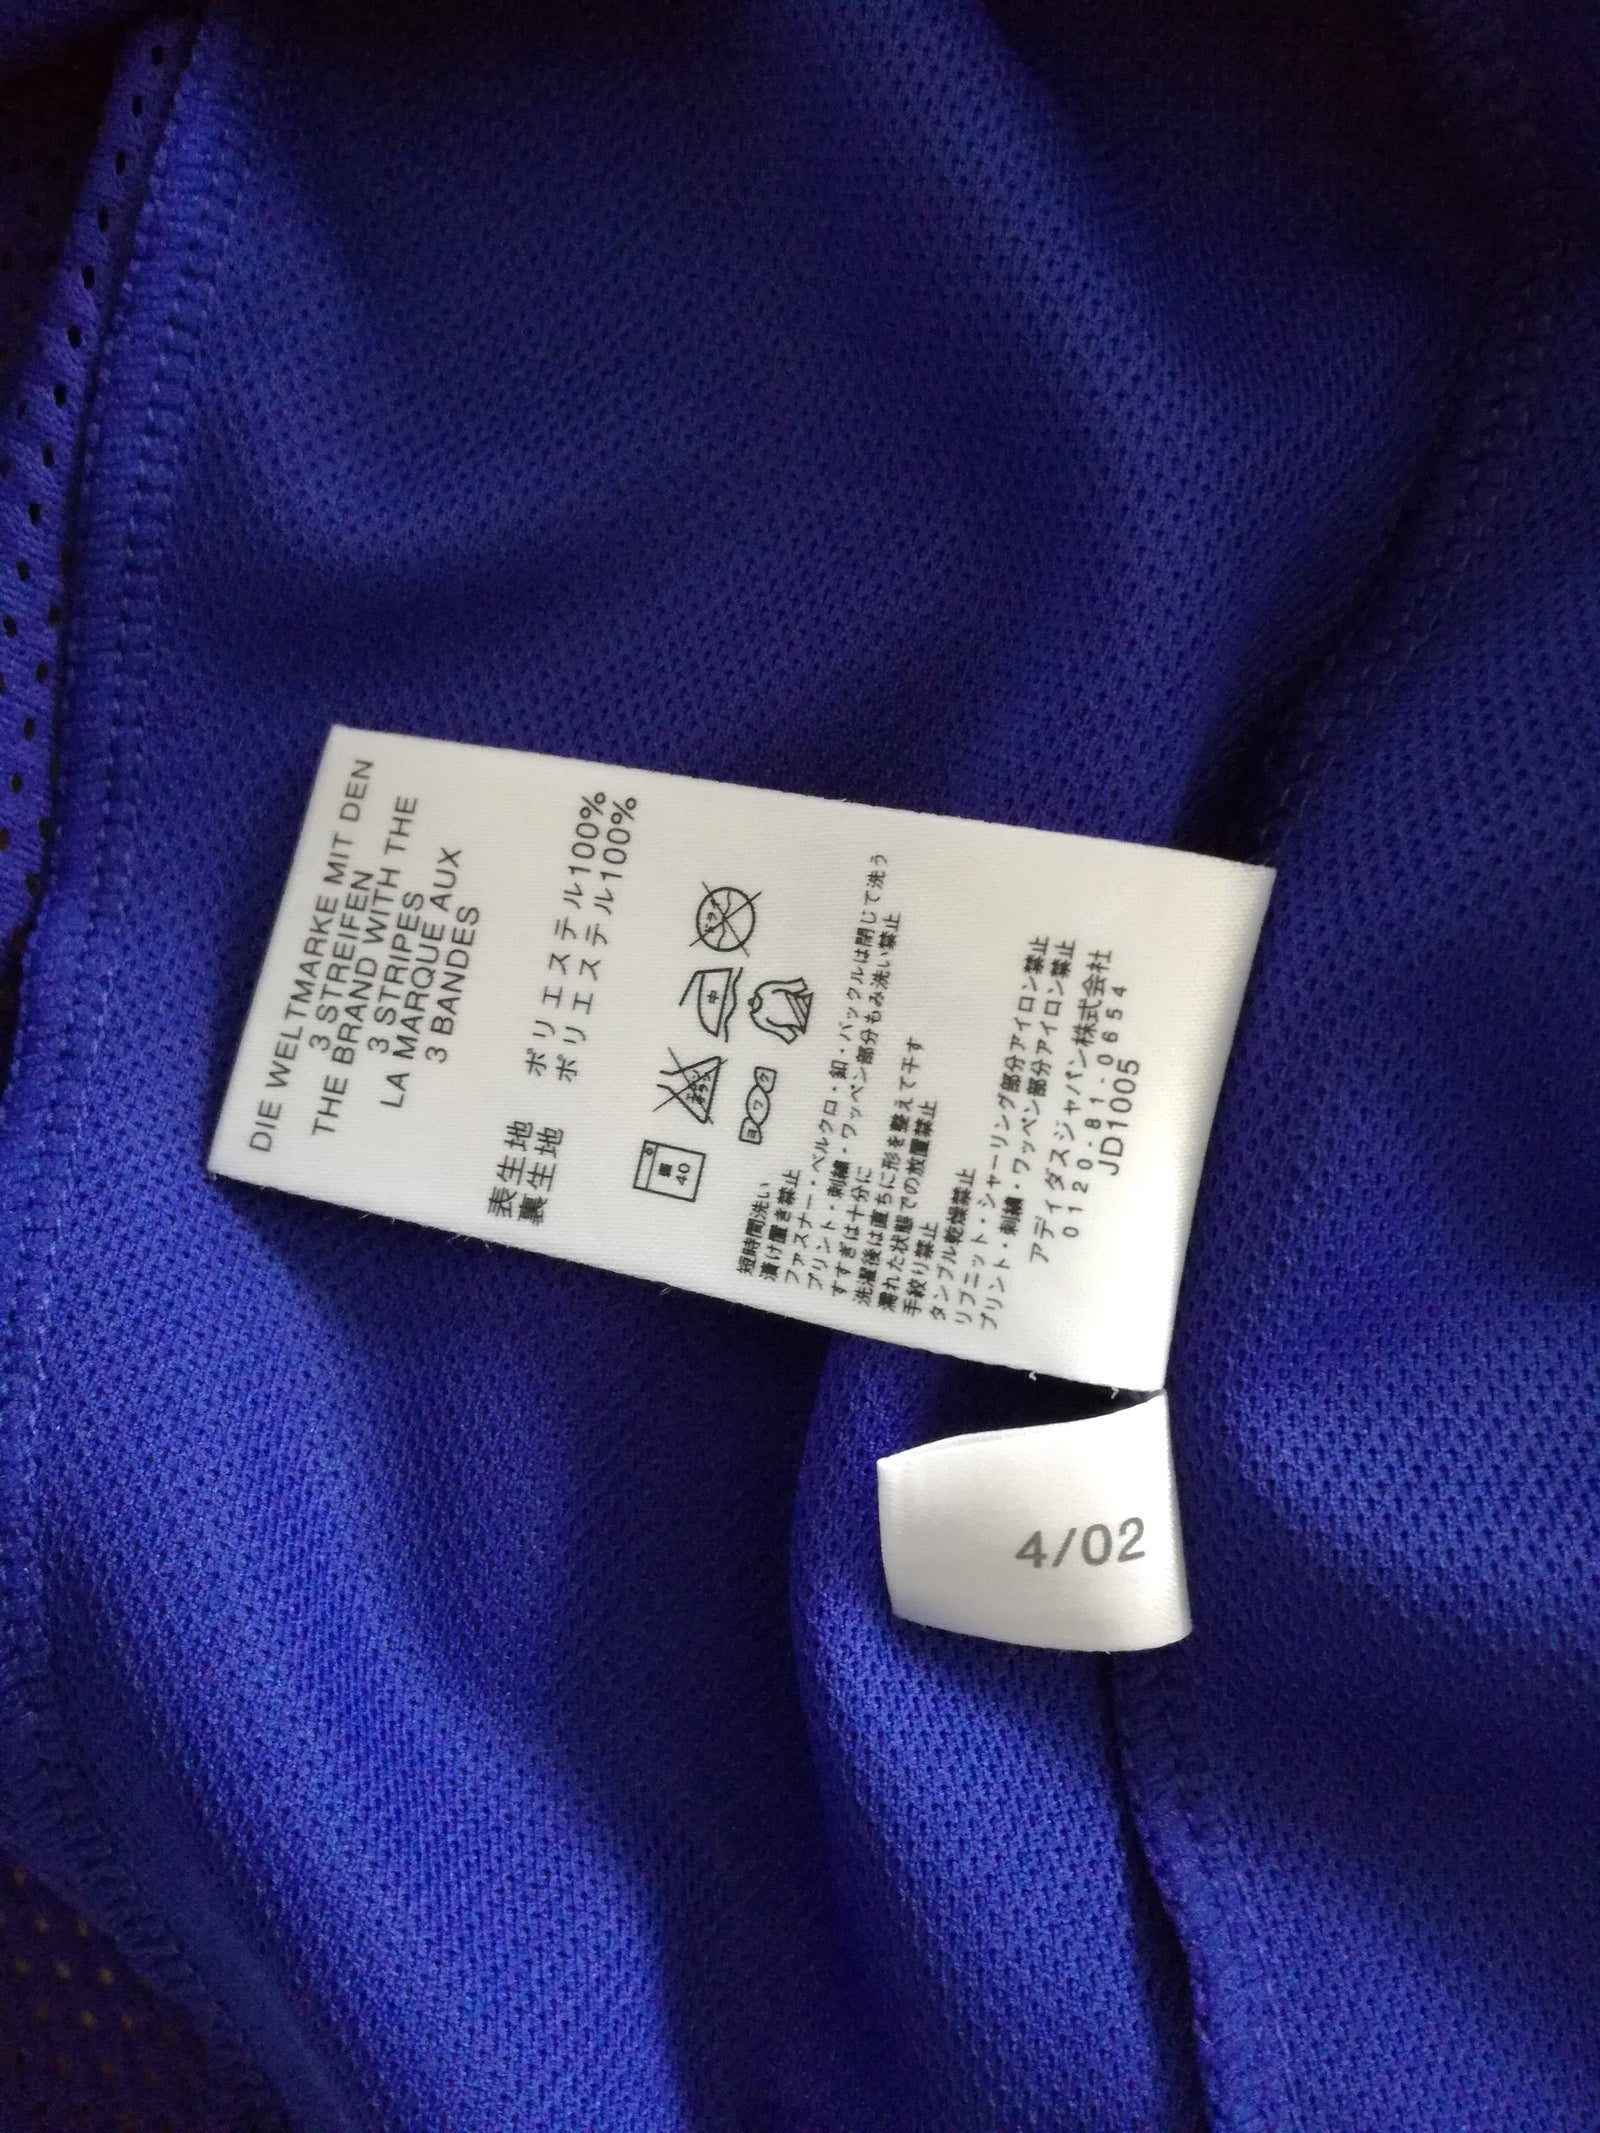 DIE WELTMARKE MIT DEN
3 STREIFEN
THE BRAND WITH THE
3 STRIPES
LA MARQUE AUX
3 BANDES
表生地 ポリエステル100%
裏生地 ポリエステル100%
40
中
ドライ
ヨワク
短時間洗い
漬け置き禁止
ファスナー・ベルクロ・釦・バックルは閉じて洗う
プリント・刺繍・ワッペン部分もみ洗い禁止
すすぎは十分に
洗濯後は直ちに形を整えて干す
濡れた状態での放置禁止
手絞り禁止
タンブル乾燥禁止
リブニット・シャーリング部分アイロン禁止
プリント・刺繍・ワッペン部分アイロン禁止
アディダスジャパン株式会社
0120-81-0654
JD1005
4/02